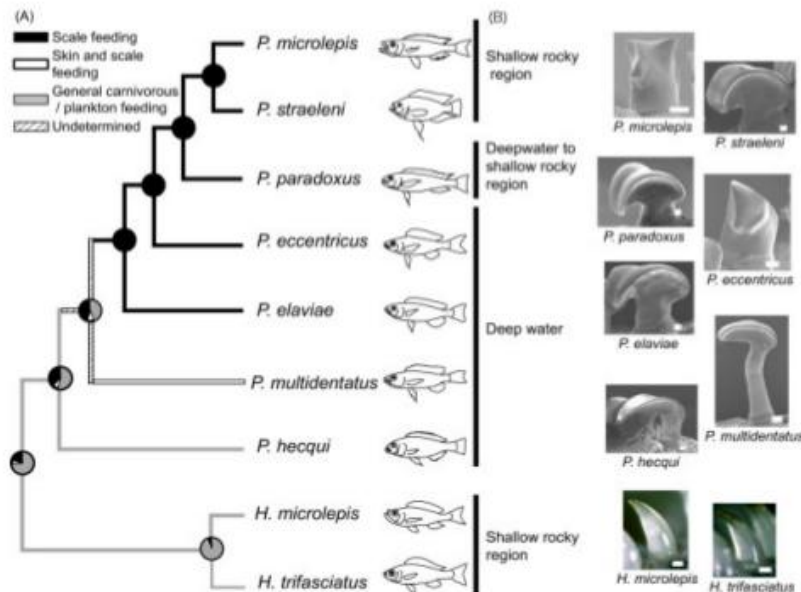 (A)
Scale feeding
Skin and scale
feeding
General carnivorous
/ plankton feeding
Undetermined
P. microlepis
P. straeleni
P. paradoxus
P. eccentricus
P. elaviae
P. multidentatus
P. hecqui
H. microlepis
H. trifasciatus
Shallow rocky
region
Deepwater to
shallow rocky
region
Deep water
Shallow rocky
region
(B)
P. microlepis
P. straeleni
P. paradoxus
P. eccentricus
P. elaviae
P. multidentatus
P. hecqui
H. microlepis
H. trifasciatus